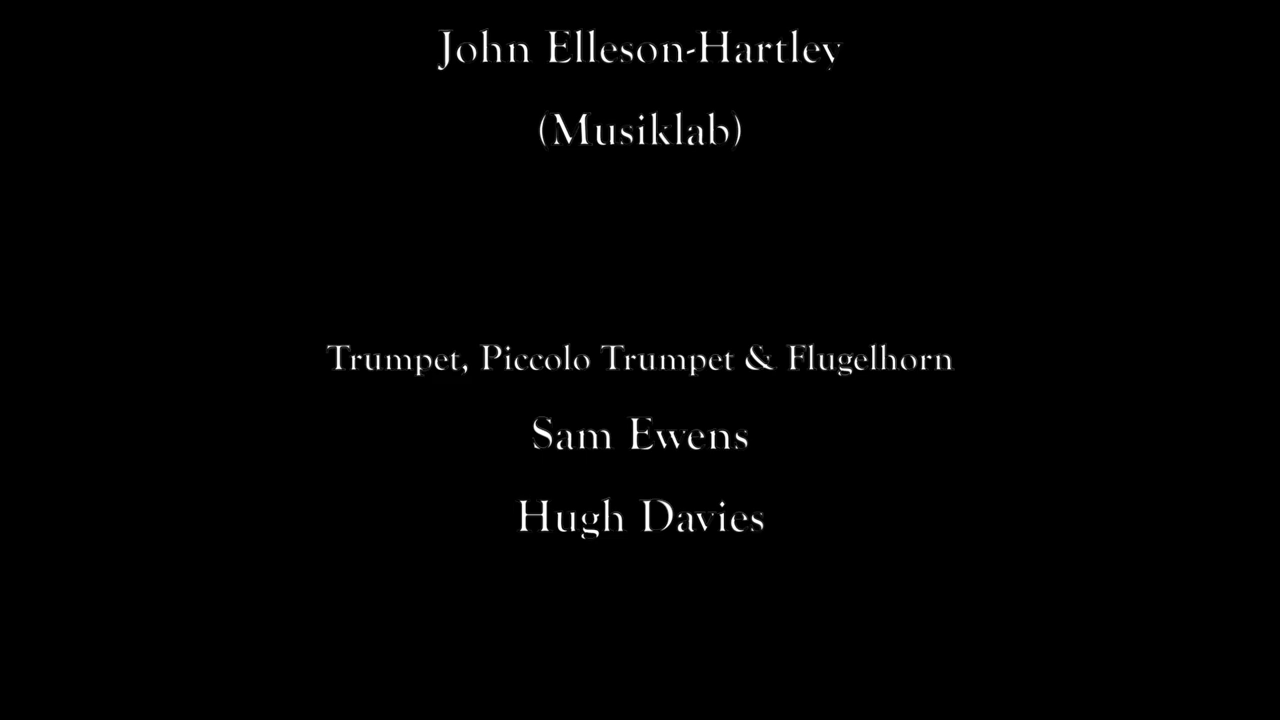 John Elleson-Hartley
(Musiklab)
Trumpet, Piccolo Trumpet & Flugelhorn
Sam Ewens
Hugh Davies